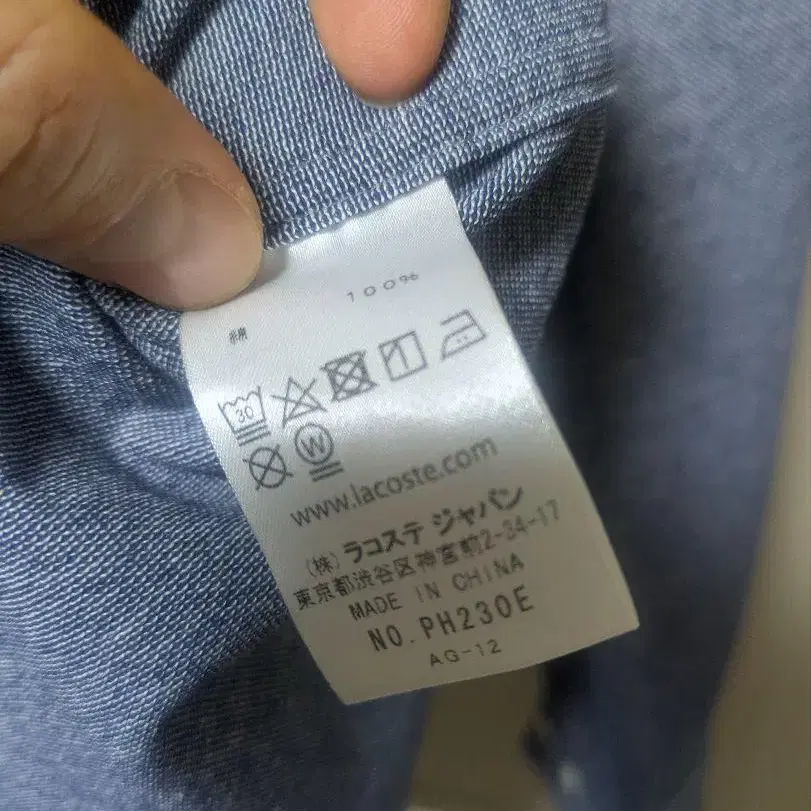 綿 100%
30
W
www.lacoste.com
(株) ラコステ ジャパン
東京都渋谷区神宮前2-34-17
MADE IN CHINA
NO. PH230E
AG-12